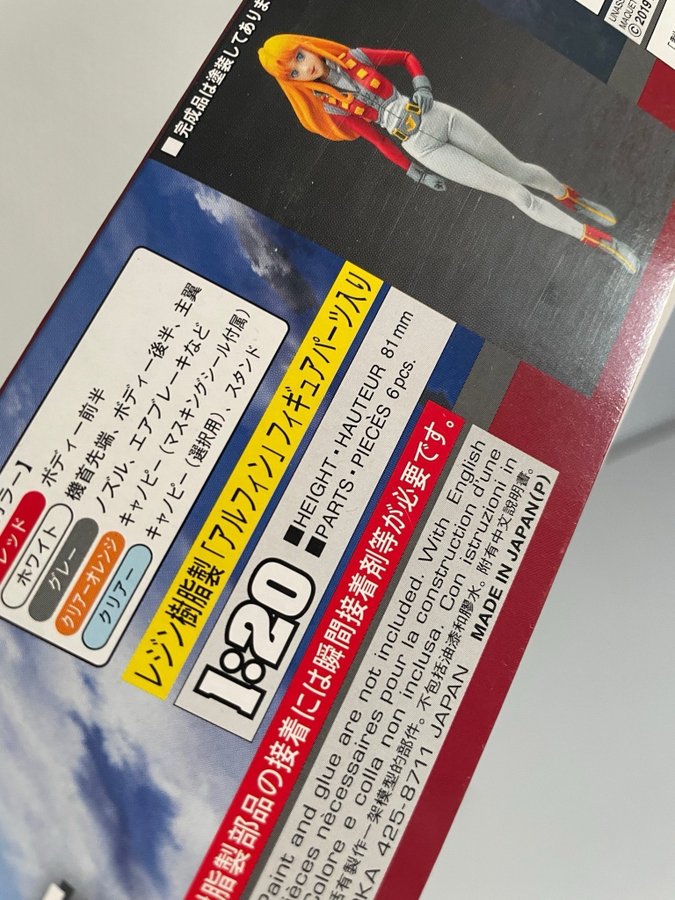 ■ 完成品は塗装してありま
UNASS
MAQUET
© 2019
ラー】
レッド ボディー前半
ホワイト 機首先端、ボディー後半、主翼
グレー ノズル、エアブレーキなど
クリアーオレンジ キャノピー(マスキングシール付属)
クリアー キャノピー(選択用)、スタンド
レジン樹脂製「アルフィン」フィギュアパーツ入り
1:20
■HEIGHT・HAUTEUR 81mm
■PARTS・PIECES 6pcs.
脂製部品の接着には瞬間接着剤等が必要です。
Paint and glue are not included. With English
pièces nécessaires pour la construction d'une
colore e colla non inclusa. Con istruzioni in
括有製作一架模型的部件。不包括油漆和膠水。附有中文說明書。
OKA 425-8711 JAPAN MADE IN JAPAN(P)